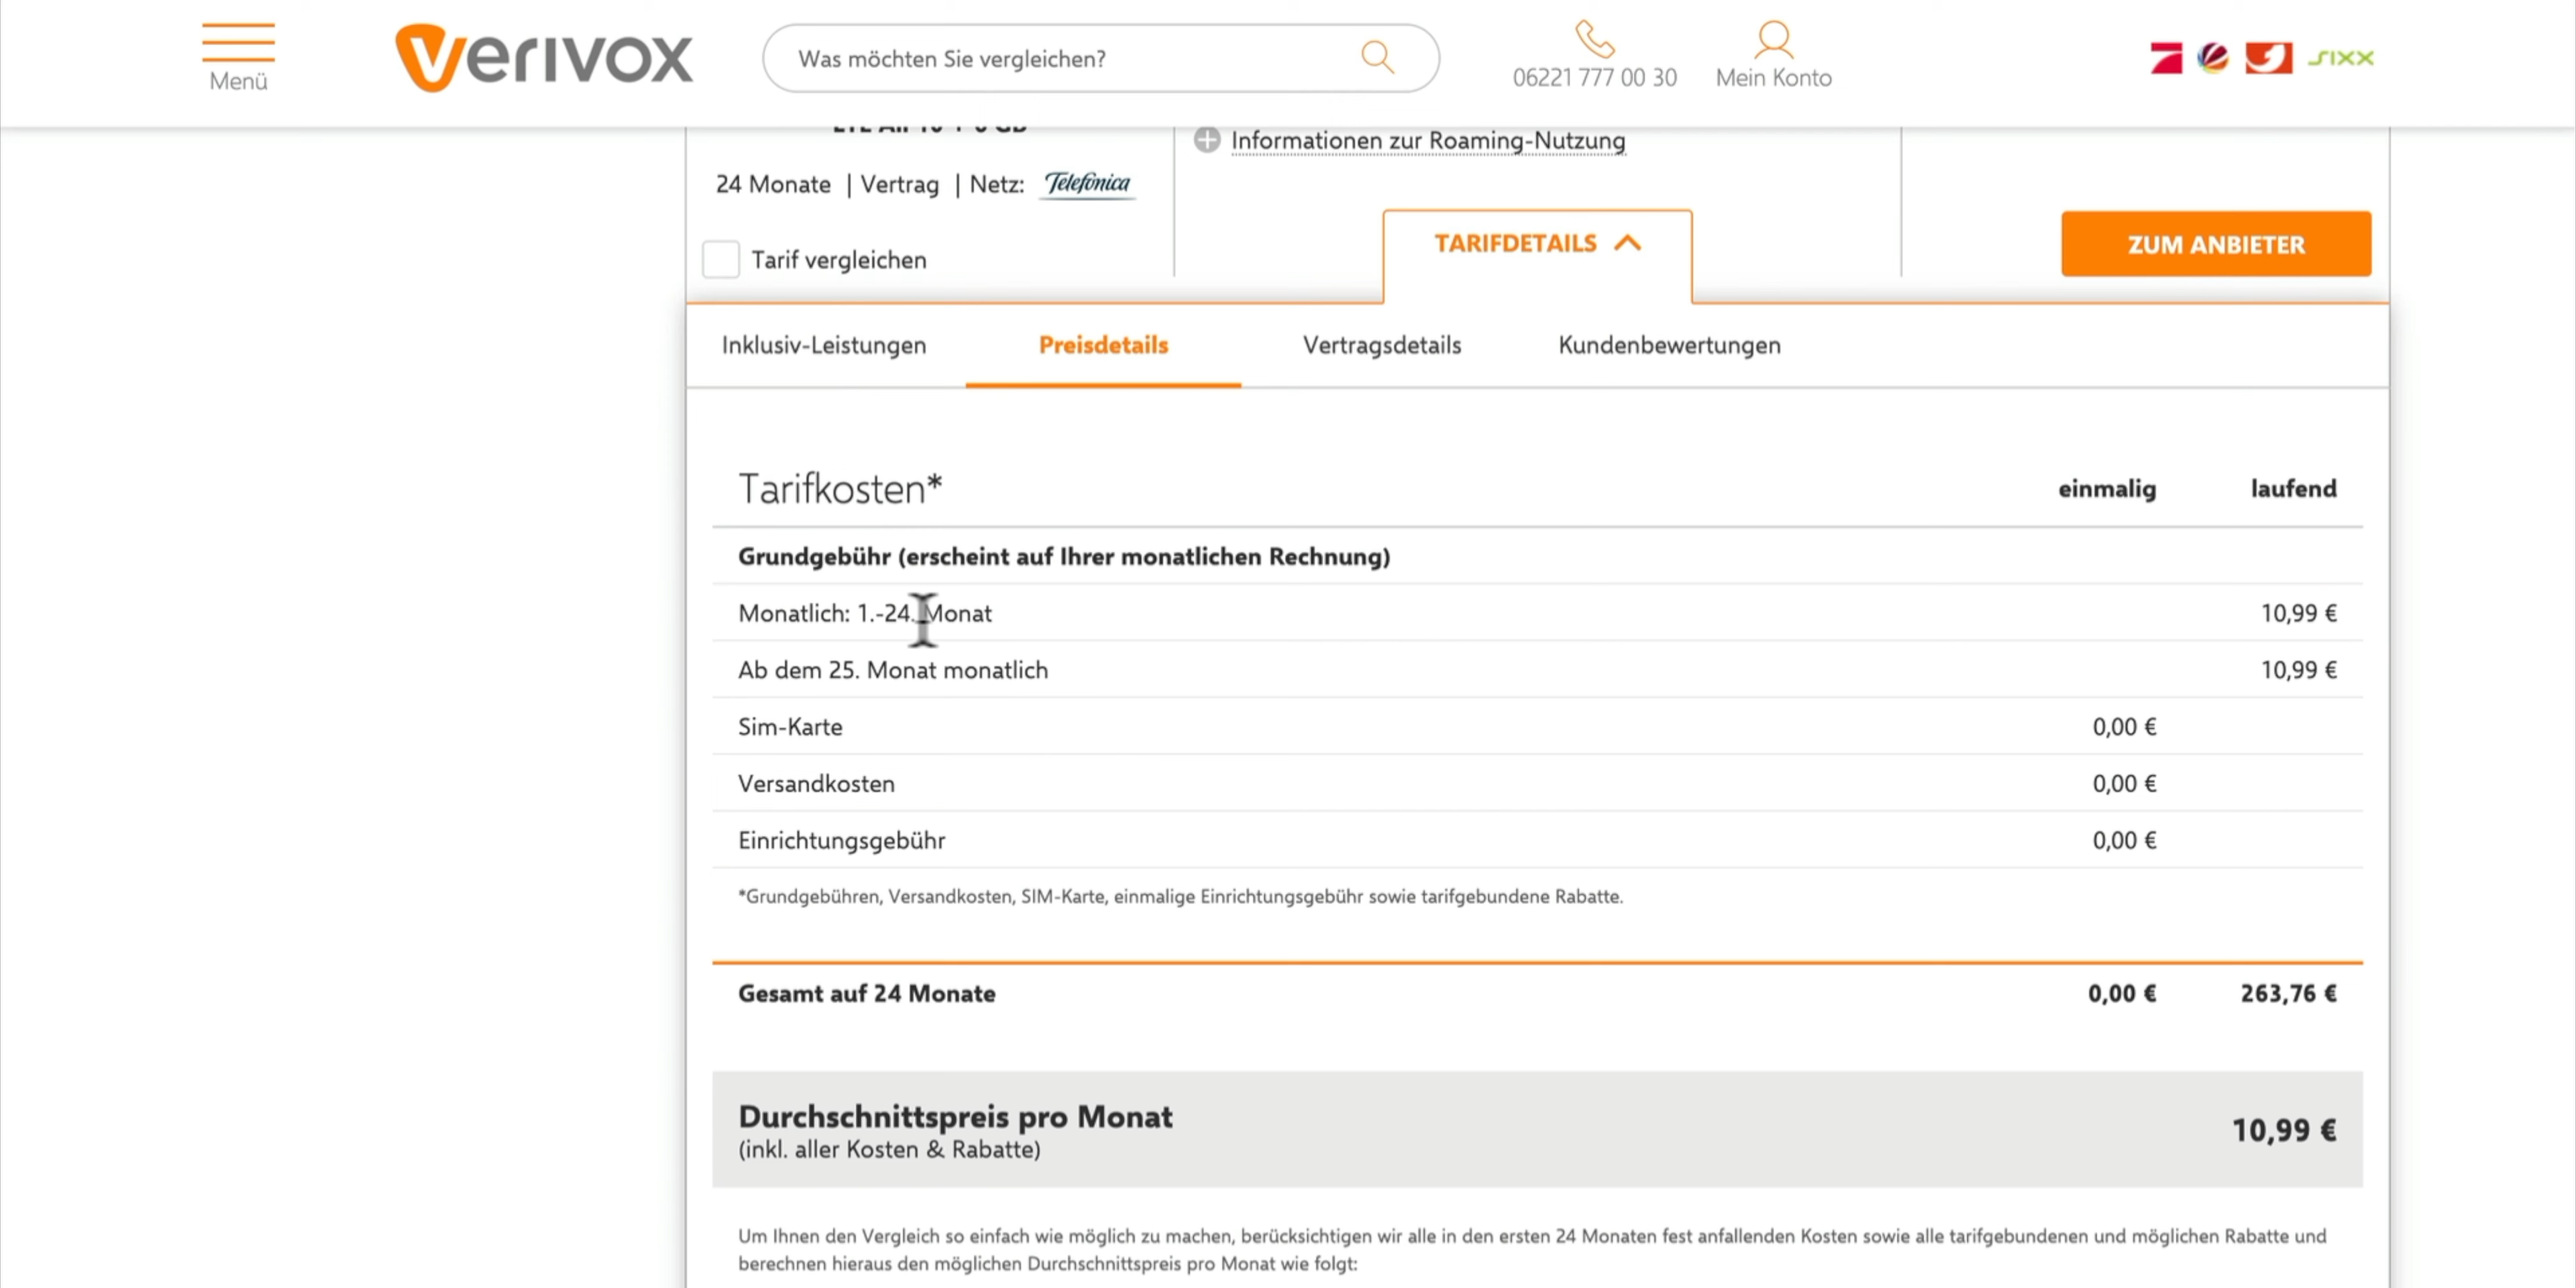 Menü
verivox
Was möchten Sie vergleichen?
06221 777 00 30
Mein Konto
sixx
Informationen zur Roaming-Nutzung
24 Monate | Vertrag | Netz: Telefónica
Tarif vergleichen
TARIFDETAILS
ZUM ANBIETER
Inklusiv-Leistungen
Preisdetails
Vertragsdetails
Kundenbewertungen
Tarifkosten* einmalig laufend
Grundgebühr (erscheint auf Ihrer monatlichen Rechnung)
Monatlich: 1.-24. Monat 10,99 €
Ab dem 25. Monat monatlich 10,99 €
Sim-Karte 0,00 €
Versandkosten 0,00 €
Einrichtungsgebühr 0,00 €
*Grundgebühren, Versandkosten, SIM-Karte, einmalige Einrichtungsgebühr sowie tarifgebundene Rabatte.
Gesamt auf 24 Monate 0,00 € 263,76 €
Durchschnittspreis pro Monat
(inkl. aller Kosten & Rabatte)
10,99 €
Um Ihnen den Vergleich so einfach wie möglich zu machen, berücksichtigen wir alle in den ersten 24 Monaten fest anfallenden Kosten sowie alle tarifgebundenen und möglichen Rabatte und
berechnen hieraus den möglichen Durchschnittspreis pro Monat wie folgt: